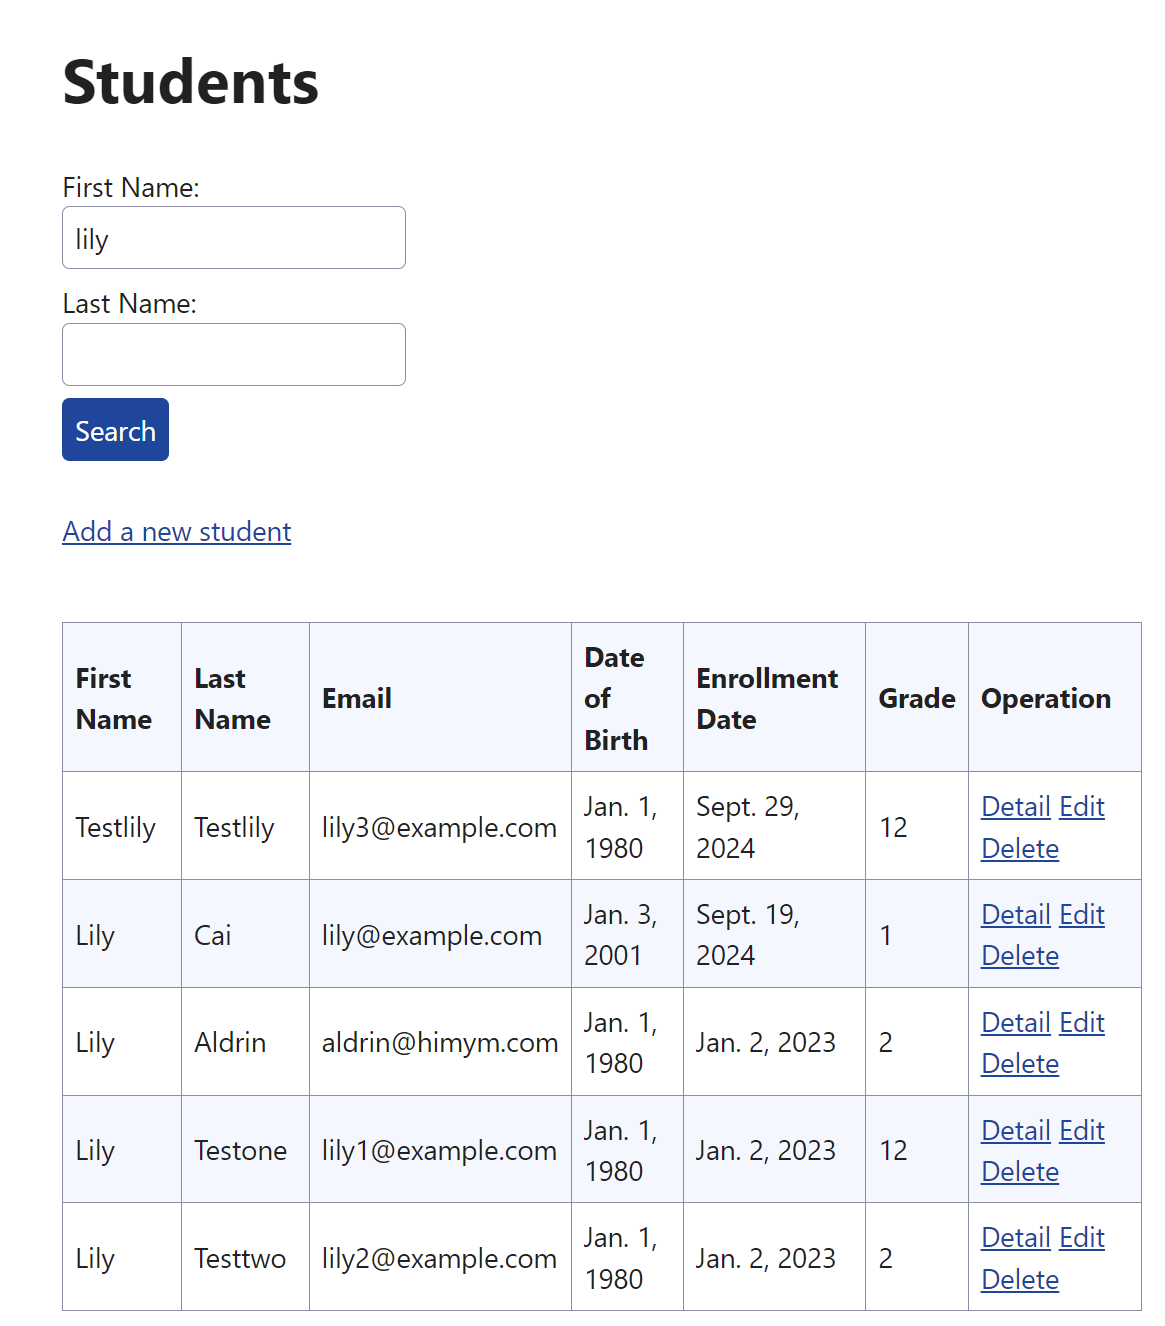 Students
First Name:
lily
Last Name:
Search
Add a new student
First Name Last Name Email Date of Birth Enrollment Date Grade Operation
Testlily Testlily lily3@example.com Jan. 1, 1980 Sept. 29, 2024 12 Detail Edit Delete
Lily Cai lily@example.com Jan. 3, 2001 Sept. 19, 2024 1 Detail Edit Delete
Lily Aldrin aldrin@himym.com Jan. 1, 1980 Jan. 2, 2023 2 Detail Edit Delete
Lily Testone lily1@example.com Jan. 1, 1980 Jan. 2, 2023 12 Detail Edit Delete
Lily Testtwo lily2@example.com Jan. 1, 1980 Jan. 2, 2023 2 Detail Edit Delete